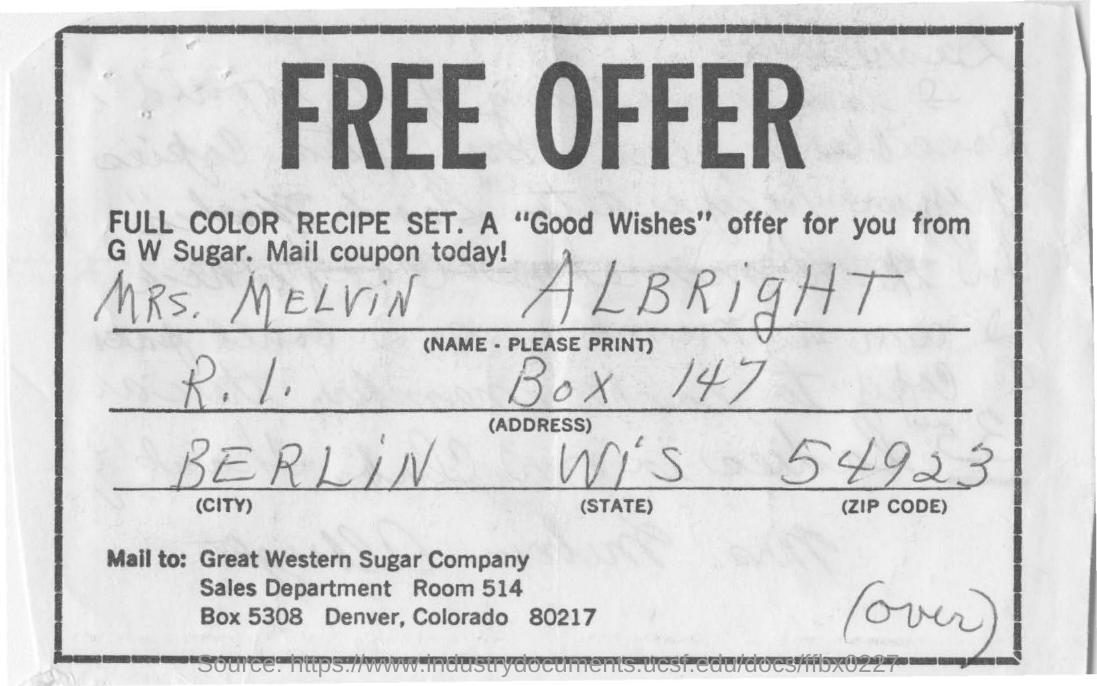 FREE OFFER
FULL COLOR RECIPE SET. A "Good Wishes" offer for you from
G W Sugar. Mail coupon today!
MRS. MELViN ALBRigHT
(NAME - PLEASE PRINT)
R. 1. Box 147
(ADDRESS)
BERLiN WiS 54923
(CITY) (STATE) (ZIP CODE)
Mail to: Great Western Sugar Company
Sales Department Room 514
Box 5308 Denver, Colorado 80217
(over)
Source: https://www.industrydocuments.ucsf.edu/docs/ffbx0227